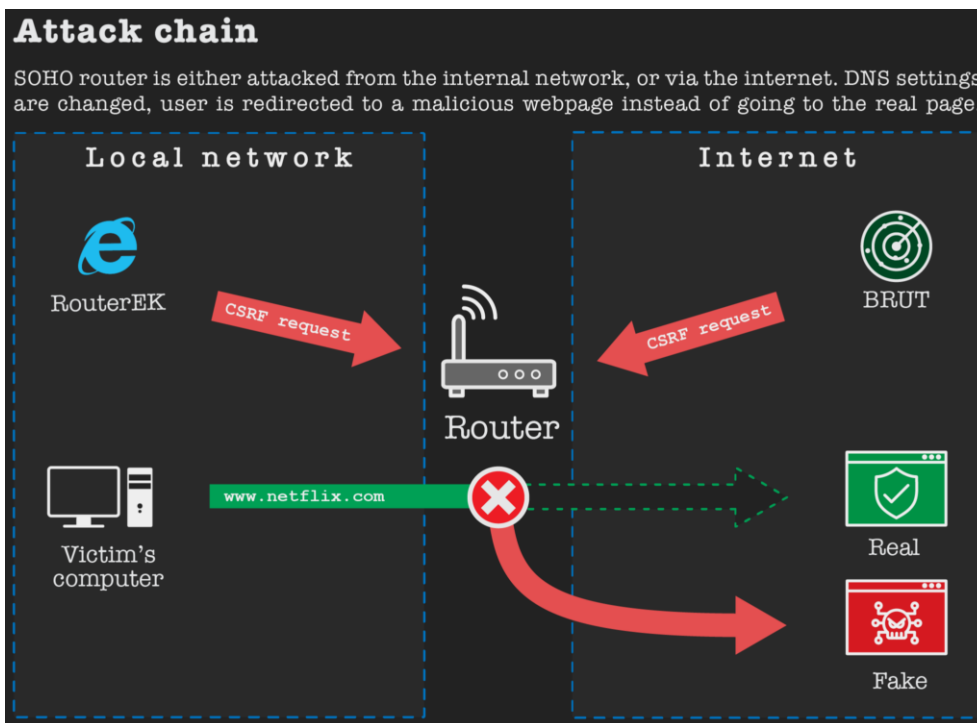 Attack chain
SOHO router is either attacked from the internal network, or via the internet. DNS settings
are changed, user is redirected to a malicious webpage instead of going to the real page
Local network
Internet
RouterEK
CSRF request
CSRF request
BRUT
Router
www.netflix.com
Victim's
computer
Real
Fake